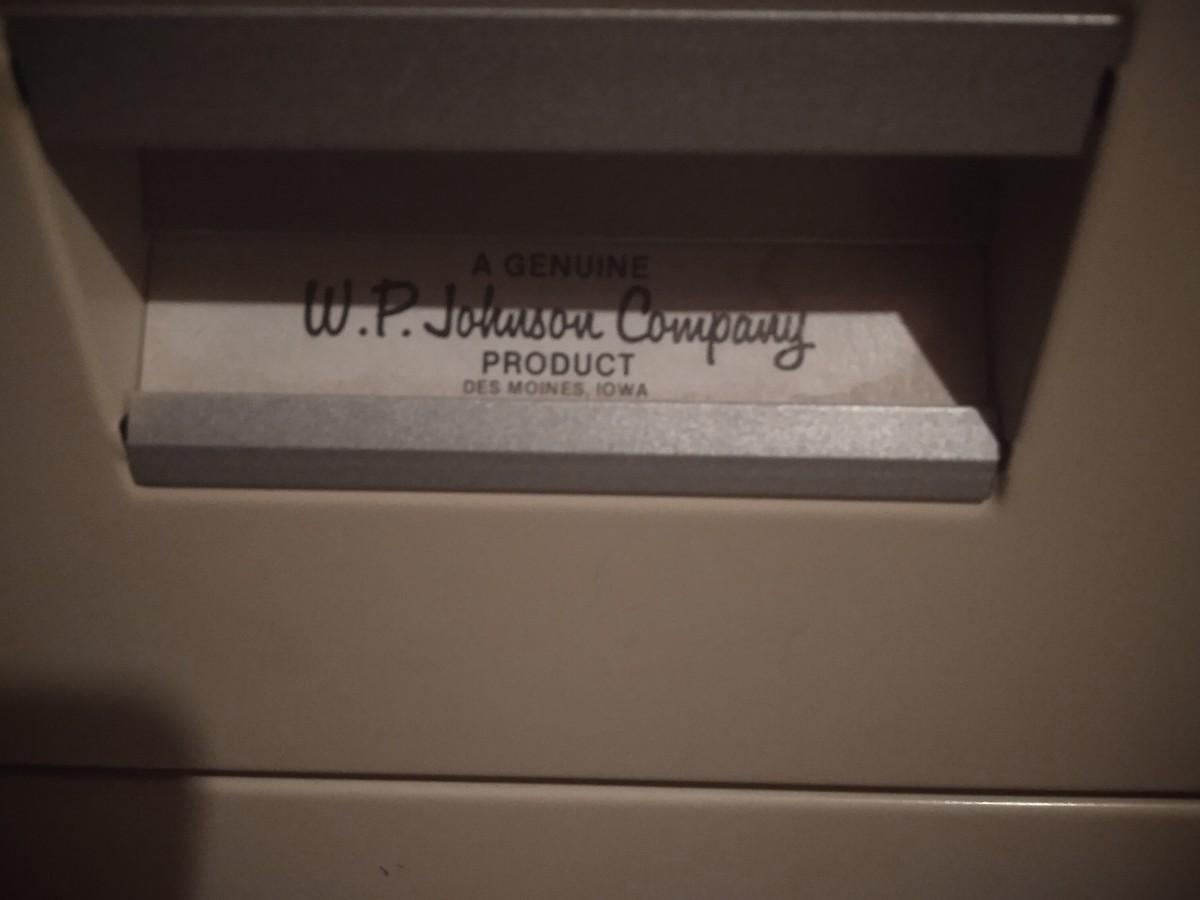 A GENUINE
W.P. Johnson Company
PRODUCT
DES MOINES, IOWA